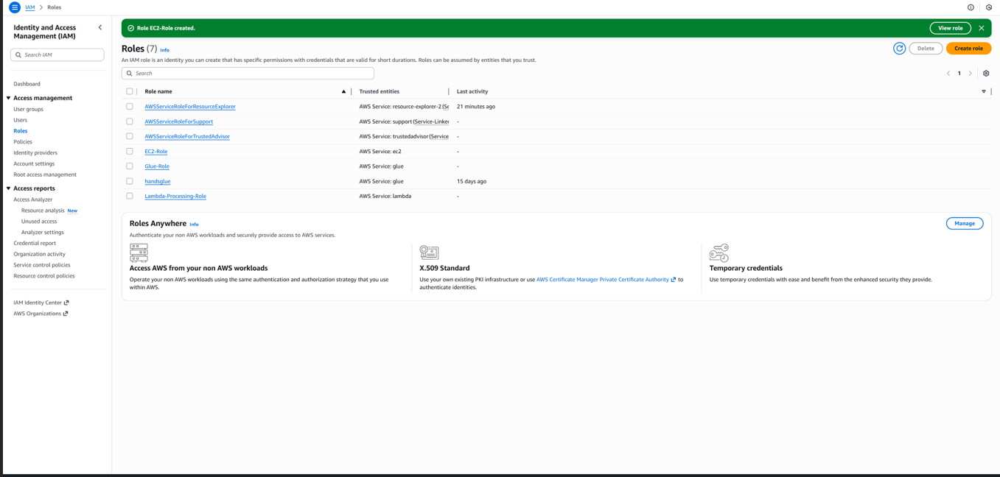 IAM > Roles
Identity and Access Management (IAM)
Search IAM
Dashboard
Access management
User groups
Users
Roles
Policies
Identity providers
Account settings
Root access management
Access reports
Access Analyzer
Resource analysis New
Unused access
Analyzer settings
Credential report
Organization activity
Service control policies
Resource control policies
IAM Identity Center
AWS Organizations
Role EC2-Role created.
View role
Roles (7) Info
Delete
Create role
An IAM role is an identity you can create that has specific permissions with credentials that are valid for short durations. Roles can be assumed by entities that you trust.
Search
1
Role name Trusted entities Last activity
AWSServiceRoleForResourceExplorer AWS Service: resource-explorer-2 (Se 21 minutes ago
AWSServiceRoleForSupport AWS Service: support (Service-Linked -
AWSServiceRoleForTrustedAdvisor AWS Service: trustedadvisor (Service -
EC2-Role AWS Service: ec2 -
Glue-Role AWS Service: glue -
handsglue AWS Service: glue 15 days ago
Lambda-Processing-Role AWS Service: lambda -
Roles Anywhere Info
Manage
Authenticate your non AWS workloads and securely provide access to AWS services.
Access AWS from your non AWS workloads
Operate your non AWS workloads using the same authentication and authorization strategy that you use
within AWS.
X.509 Standard
Use your own existing PKI infrastructure or use AWS Certificate Manager Private Certificate Authority to
authenticate identities.
Temporary credentials
Use temporary credentials with ease and benefit from the enhanced security they provide.